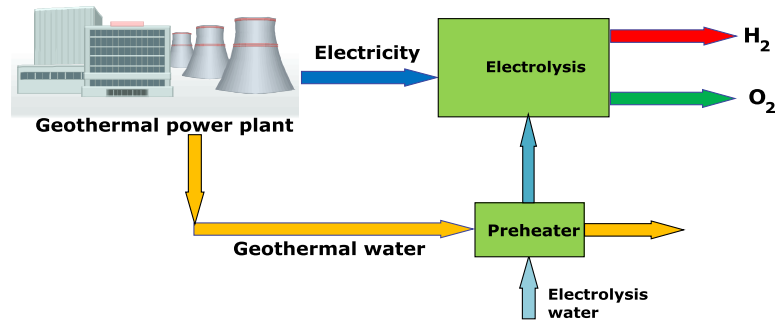 Electricity
Electrolysis
H2
O2
Geothermal power plant
Preheater
Geothermal water
Electrolysis
water